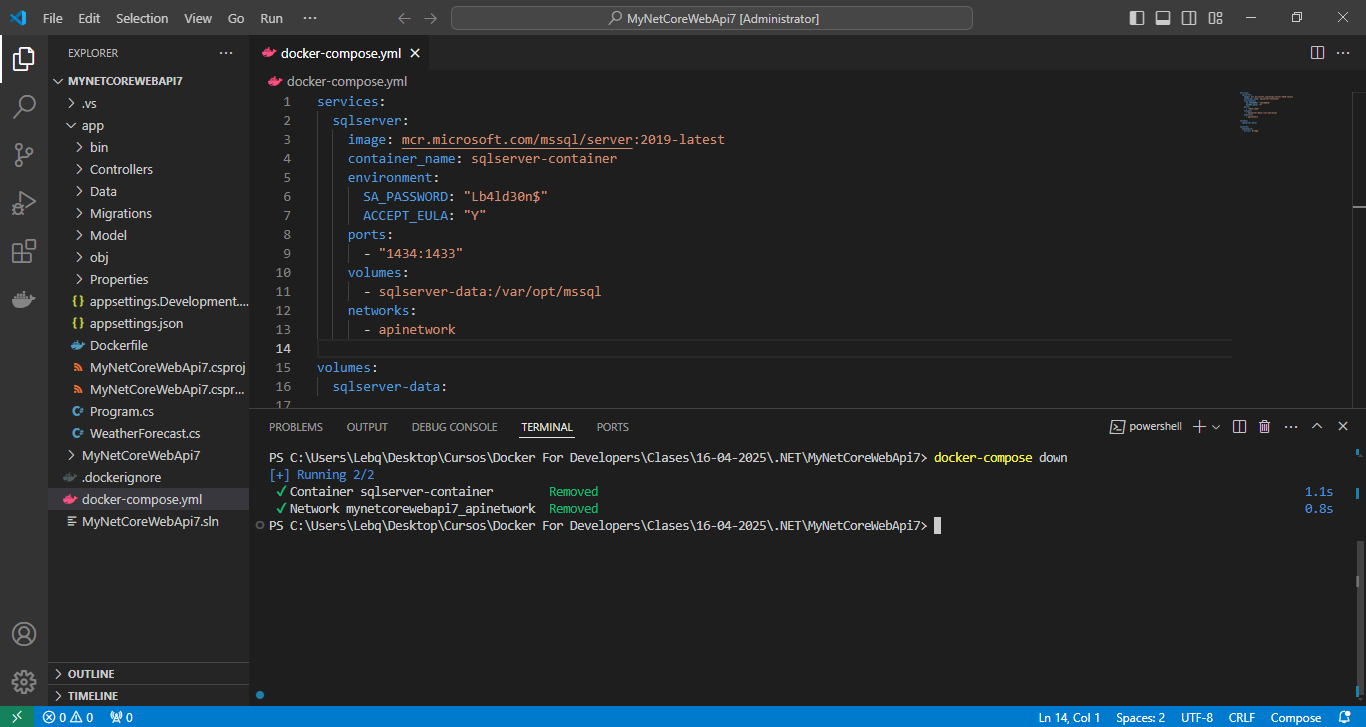 File Edit Selection View Go Run ··· MyNetCoreWebApi7 [Administrator]
EXPLORER ···
MYNETCOREWEBAPI7
.vs
app
bin
Controllers
Data
Migrations
Model
obj
Properties
appsettings.Development....
appsettings.json
Dockerfile
MyNetCoreWebApi7.csproj
MyNetCoreWebApi7.cspr...
Program.cs
WeatherForecast.cs
MyNetCoreWebApi7
.dockerignore
docker-compose.yml
MyNetCoreWebApi7.sln
OUTLINE
TIMELINE
docker-compose.yml
docker-compose.yml
1 services:
2 sqlserver:
3 image: mcr.microsoft.com/mssql/server:2019-latest
4 container_name: sqlserver-container
5 environment:
6 SA_PASSWORD: "Lb4ld30n$"
7 ACCEPT_EULA: "Y"
8 ports:
9 - "1434:1433"
10 volumes:
11 - sqlserver-data:/var/opt/mssql
12 networks:
13 - apinetwork
14
15 volumes:
16 sqlserver-data:
17
PROBLEMS OUTPUT DEBUG CONSOLE TERMINAL PORTS powershell
PS C:\Users\Lebq\Desktop\Cursos\Docker For Developers\Clases\16-04-2025\.NET\MyNetCoreWebApi7> docker-compose down
[+] Running 2/2
✓Container sqlserver-container Removed 1.1s
✓Network mynetcorewebapi7_apinetwork Removed 0.8s
PS C:\Users\Lebq\Desktop\Cursos\Docker For Developers\Clases\16-04-2025\.NET\MyNetCoreWebApi7>
0 0 0 Ln 14, Col 1 Spaces: 2 UTF-8 CRLF Compose